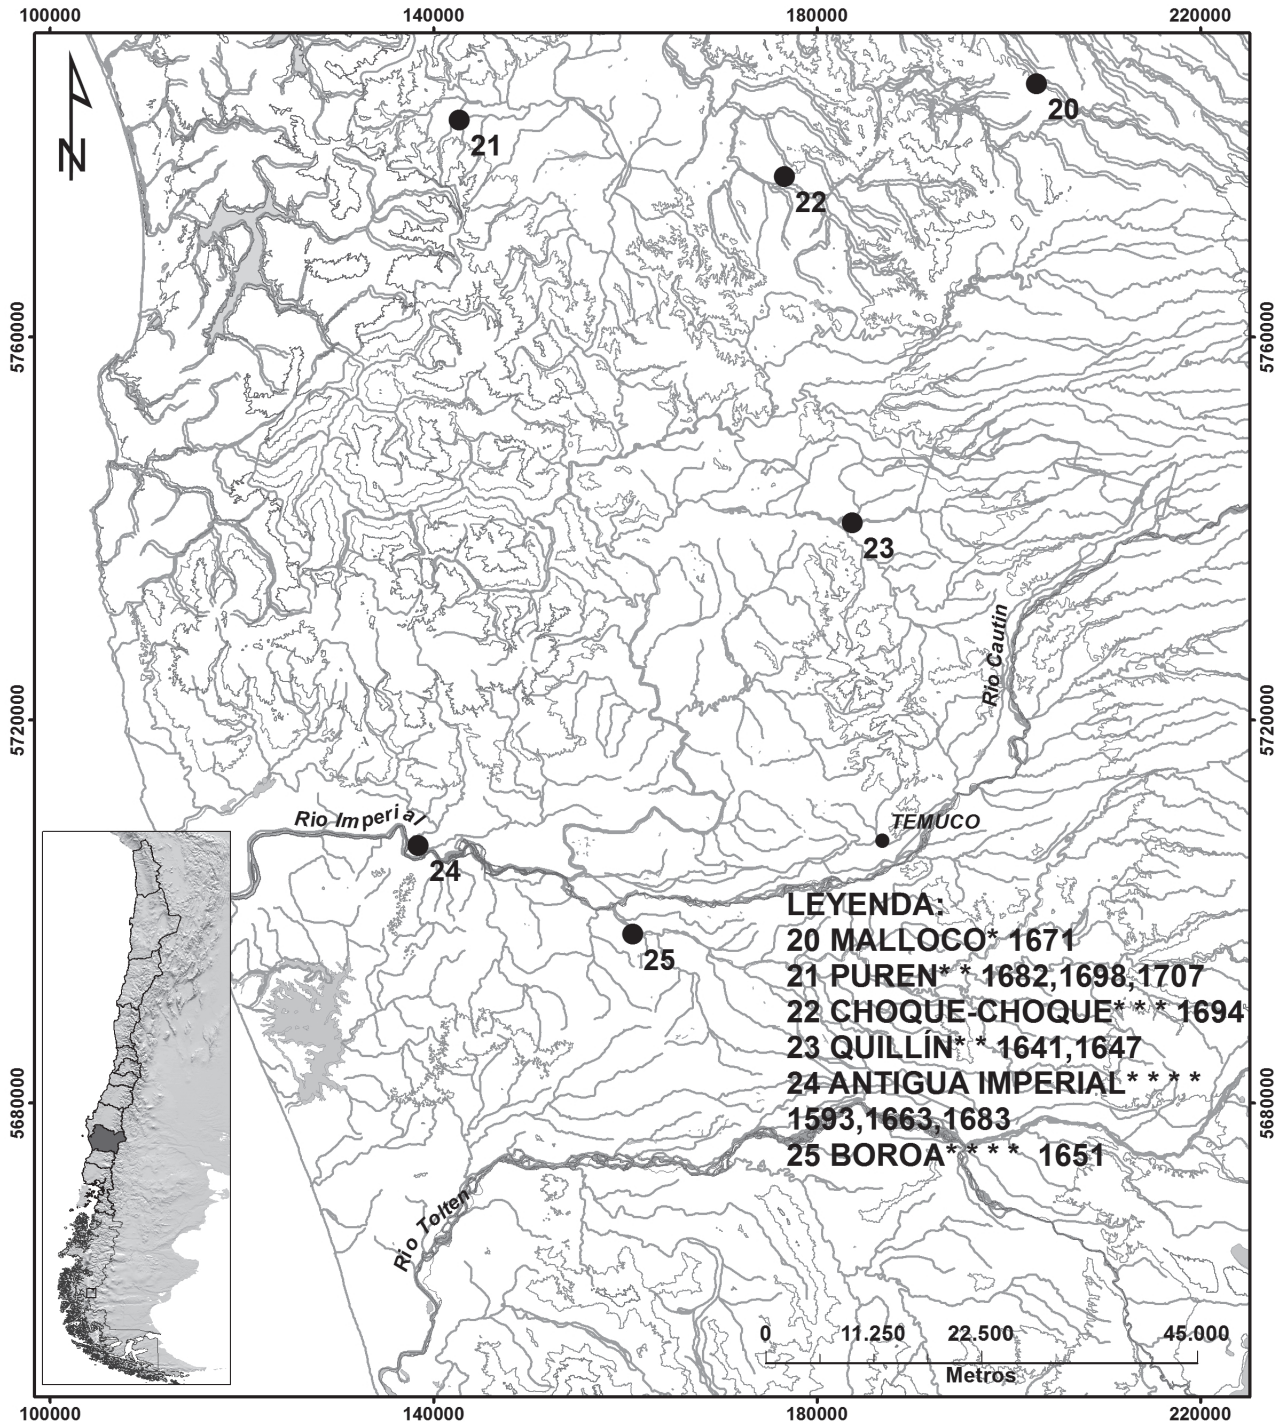 100000 140000 180000 220000
N
20
21
22
5760000
5760000
23
Rio Cautin
5720000
5720000
Rio Imperial
TEMUCO
24
25
LEYENDA:
20 MALLOCO* 1671
21 PUREN* * 1682,1698,1707
22 CHOQUE-CHOQUE* * * 1694
23 QUILLÍN* * 1641,1647
24 ANTIGUA IMPERIAL* * * *
1593,1663,1683
25 BOROA* * * * 1651
5680000
5680000
Rio Tolten
0 11.250 22.500 45.000
Metros
100000 140000 180000 220000